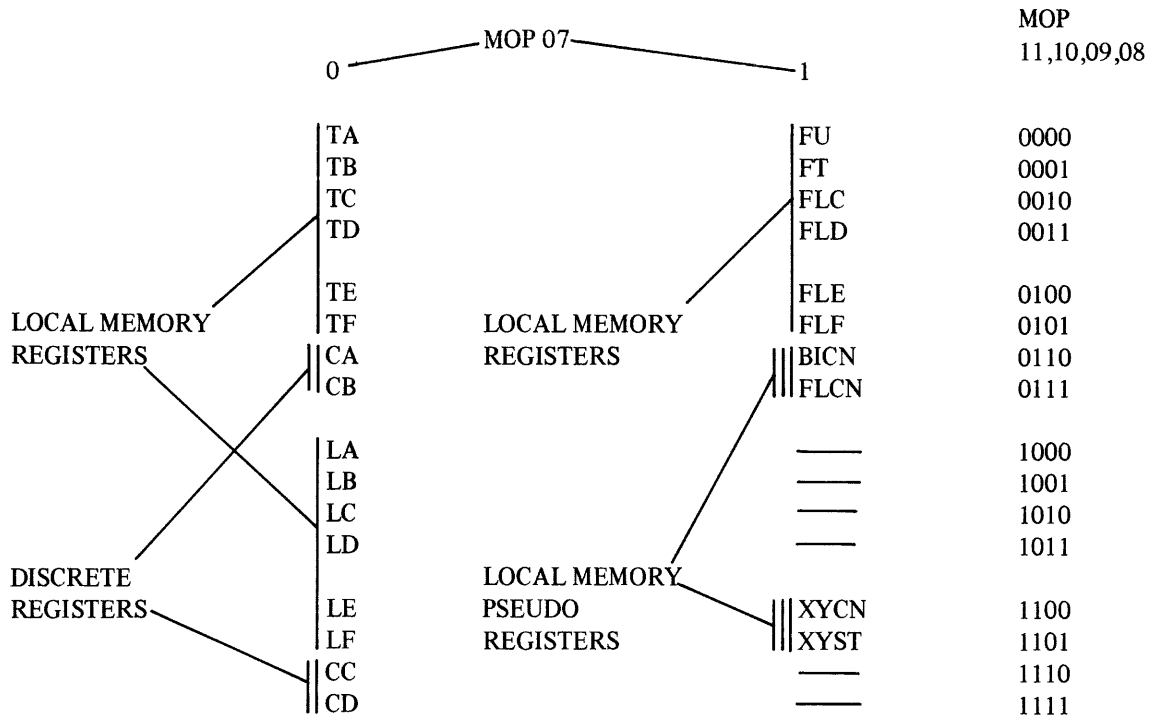 MOP
MOP 07
11,10,09,08
0 1
TA FU 0000
TB FT 0001
TC FLC 0010
TD FLD 0011
TE FLE 0100
LOCAL MEMORY TF LOCAL MEMORY FLF 0101
REGISTERS CA REGISTERS BICN 0110
CB FLCN 0111
LA 1000
LB 1001
LC 1010
LD 1011
DISCRETE LOCAL MEMORY
REGISTERS LE PSEUDO XYCN 1100
LF REGISTERS XYST 1101
CC 1110
CD 1111